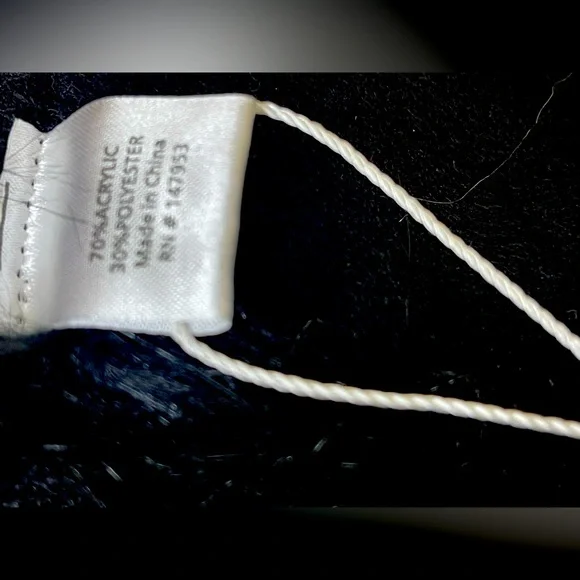 70%ACRYLIC
30%POLYESTER
Made in China
RN # 147953